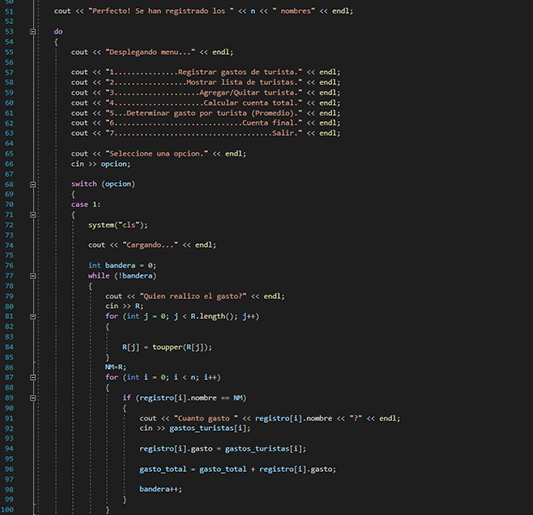 51 cout << "Perfecto! Se han registrado los " << n << " nombres" << endl;
52
53 do
54 {
55 cout << "Desplegando menu..." << endl;
56
57 cout << "1...............Registrar gastos de turista." << endl;
58 cout << "2.................Mostrar lista de turistas." << endl;
59 cout << "3....................Agregar/Quitar turista." << endl;
60 cout << "4.....................Calcular cuenta total." << endl;
61 cout << "5...Determinar gasto por turista (Promedio)." << endl;
62 cout << "6..............................Cuenta final." << endl;
63 cout << "7.....................................Salir." << endl;
64
65 cout << "Seleccione una opcion." << endl;
66 cin >> opcion;
67
68 switch (opcion)
69 {
70 case 1:
71 {
72 system("cls");
73
74 cout << "Cargando..." << endl;
75
76 int bandera = 0;
77 while (!bandera)
78 {
79 cout << "Quien realizo el gasto?" << endl;
80 cin >> R;
81 for (int j = 0; j < R.length(); j++)
82 {
83
84 R[j] = toupper(R[j]);
85 }
86 NM=R;
87 for (int i = 0; i < n; i++)
88 {
89 if (registro[i].nombre == NM)
90 {
91 cout << "Cuanto gasto " << registro[i].nombre << "?" << endl;
92 cin >> gastos_turistas[i];
93
94 registro[i].gasto = gastos_turistas[i];
95
96 gasto_total = gasto_total + registro[i].gasto;
97
98 bandera++;
99 }
100 }